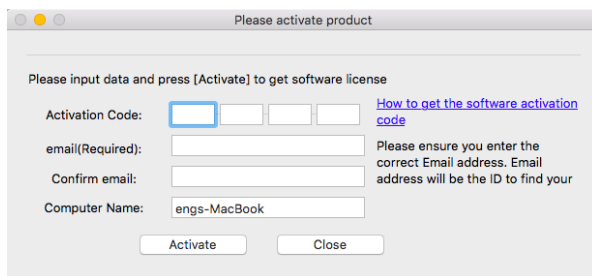 Please activate product
Please input data and press [Activate] to get software license
Activation Code:
How to get the software activation
code
email(Required):
Please ensure you enter the
correct Email address. Email
address will be the ID to find your
Confirm email:
Computer Name:
engs-MacBook
Activate
Close